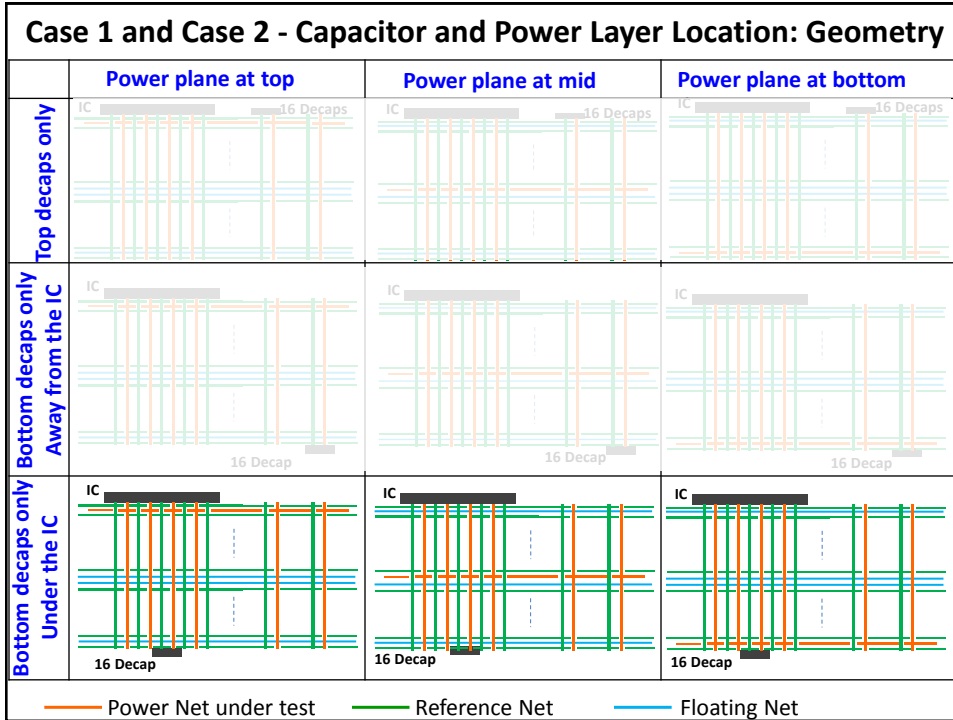 Case 1 and Case 2 - Capacitor and Power Layer Location: Geometry
Power plane at top
Power plane at mid
Power plane at bottom
Top decaps only
IC
16 Decaps
IC
16 Decaps
IC
16 Decaps
Bottom decaps only
Away from the IC
IC
16 Decap
IC
16 Decap
IC
16 Decap
Bottom decaps only
Under the IC
IC
16 Decap
IC
16 Decap
IC
16 Decap
Power Net under test
Reference Net
Floating Net